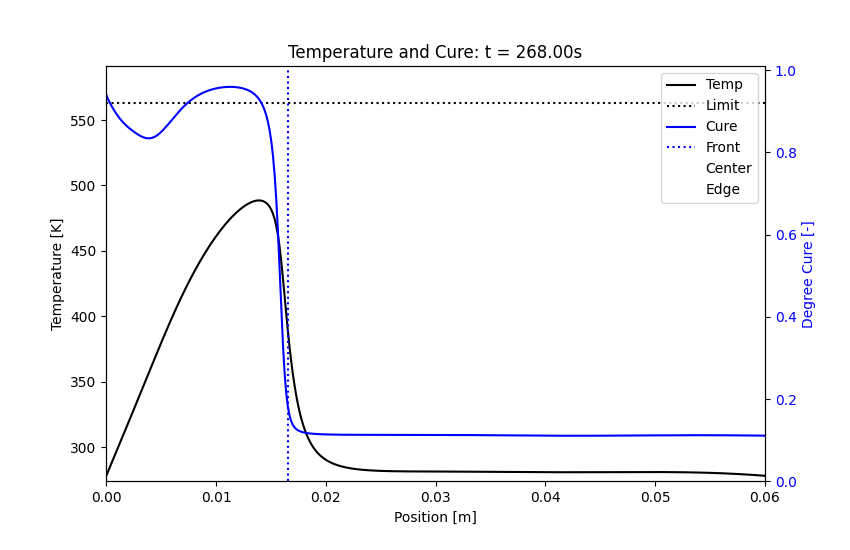 Temperature and Cure: t = 268.00s
Temp
Limit
Cure
Front
Center
Edge
Temperature [K]
550
500
450
400
350
300
Degree Cure [-]
1.0
0.8
0.6
0.4
0.2
0.0
0.00 0.01 0.02 0.03 0.04 0.05 0.06
Position [m]